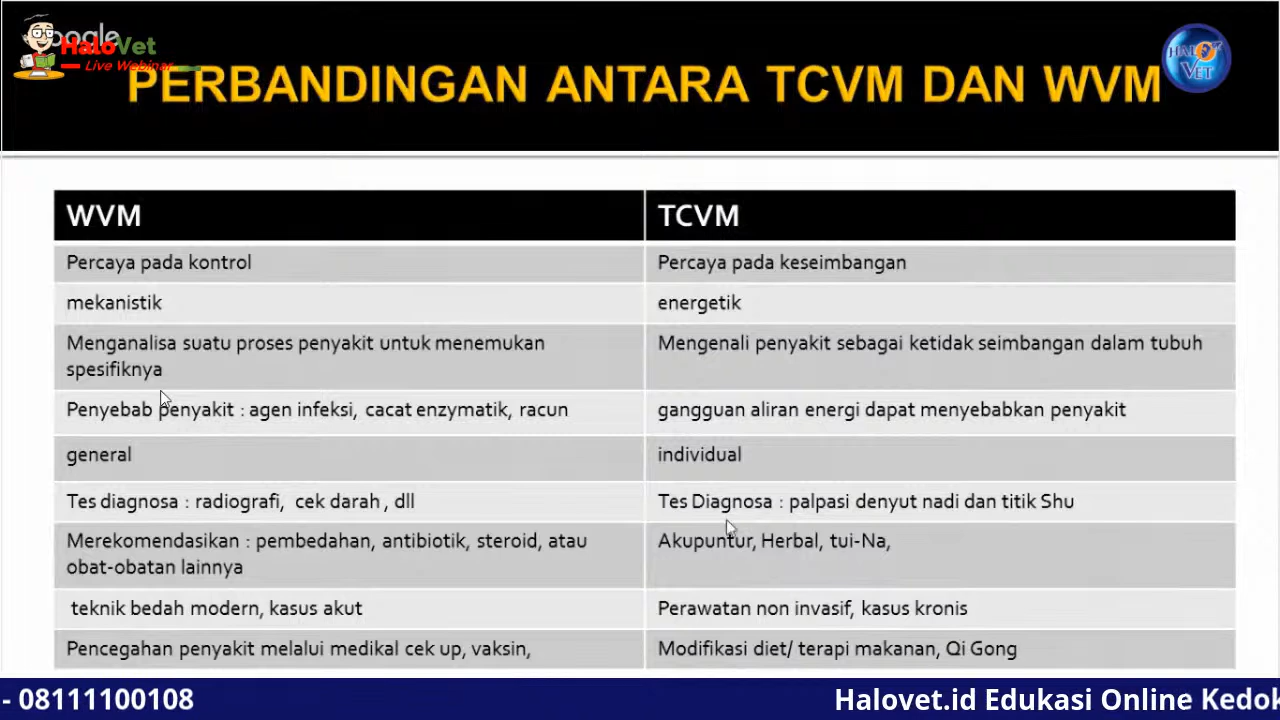 HaloVet
Live Webinar
HALO VET
PERBANDINGAN ANTARA TCVM DAN WVM
WVM
TCVM
Percaya pada kontrol
Percaya pada keseimbangan
mekanistik
energetik
Menganalisa suatu proses penyakit untuk menemukan
spesifiknya
Mengenali penyakit sebagai ketidak seimbangan dalam tubuh
Penyebab penyakit : agen infeksi, cacat enzymatik, racun
gangguan aliran energi dapat menyebabkan penyakit
general
individual
Tes diagnosa : radiografi, cek darah , dll
Tes Diagnosa : palpasi denyut nadi dan titik Shu
Merekomendasikan : pembedahan, antibiotik, steroid, atau
obat-obatan lainnya
Akupuntur, Herbal, tui-Na,
teknik bedah modern, kasus akut
Perawatan non invasif, kasus kronis
Pencegahan penyakit melalui medikal cek up, vaksin,
Modifikasi diet/ terapi makanan, Qi Gong
- 08111100108
Halovet.id Edukasi Online Kedok